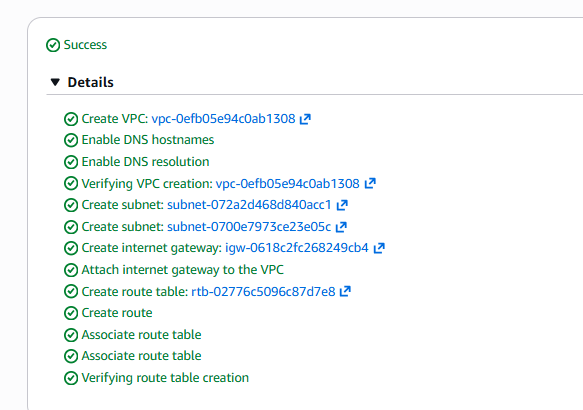 Success
Details
Create VPC: vpc-0efb05e94c0ab1308
Enable DNS hostnames
Enable DNS resolution
Verifying VPC creation: vpc-0efb05e94c0ab1308
Create subnet: subnet-072a2d468d840acc1
Create subnet: subnet-0700e7973ce23e05c
Create internet gateway: igw-0618c2fc268249cb4
Attach internet gateway to the VPC
Create route table: rtb-02776c5096c87d7e8
Create route
Associate route table
Associate route table
Verifying route table creation